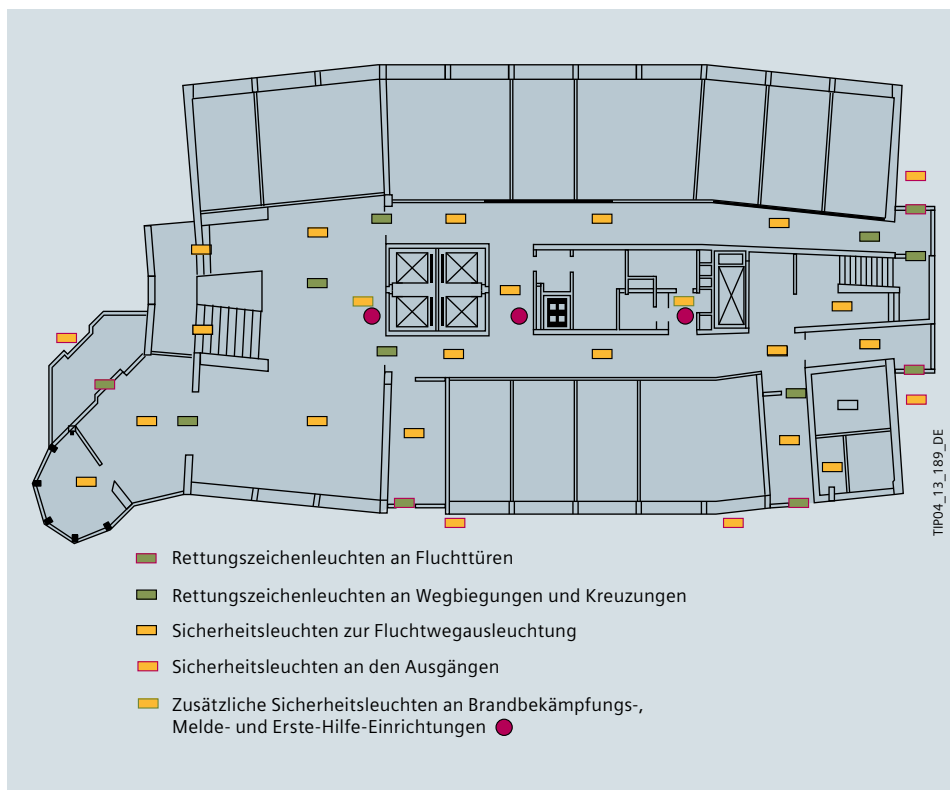 TIP04_13_189_DE
Rettungszeichenleuchten an Fluchttüren
Rettungszeichenleuchten an Wegbiegungen und Kreuzungen
Sicherheitsleuchten zur Fluchtwegausleuchtung
Sicherheitsleuchten an den Ausgängen
Zusätzliche Sicherheitsleuchten an Brandbekämpfungs-,
Melde- und Erste-Hilfe-Einrichtungen